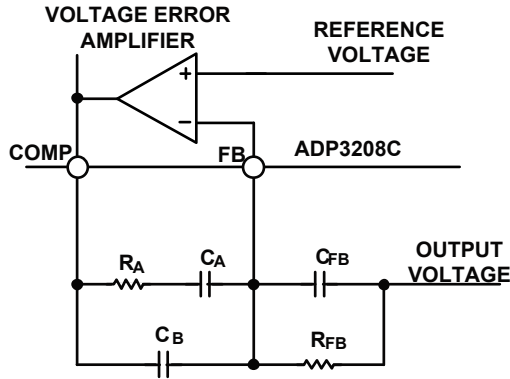 VOLTAGE ERROR
AMPLIFIER
REFERENCE
VOLTAGE
+
−
COMP
FB
ADP3208C
RA
CA
CFB
OUTPUT
VOLTAGE
CB
RFB